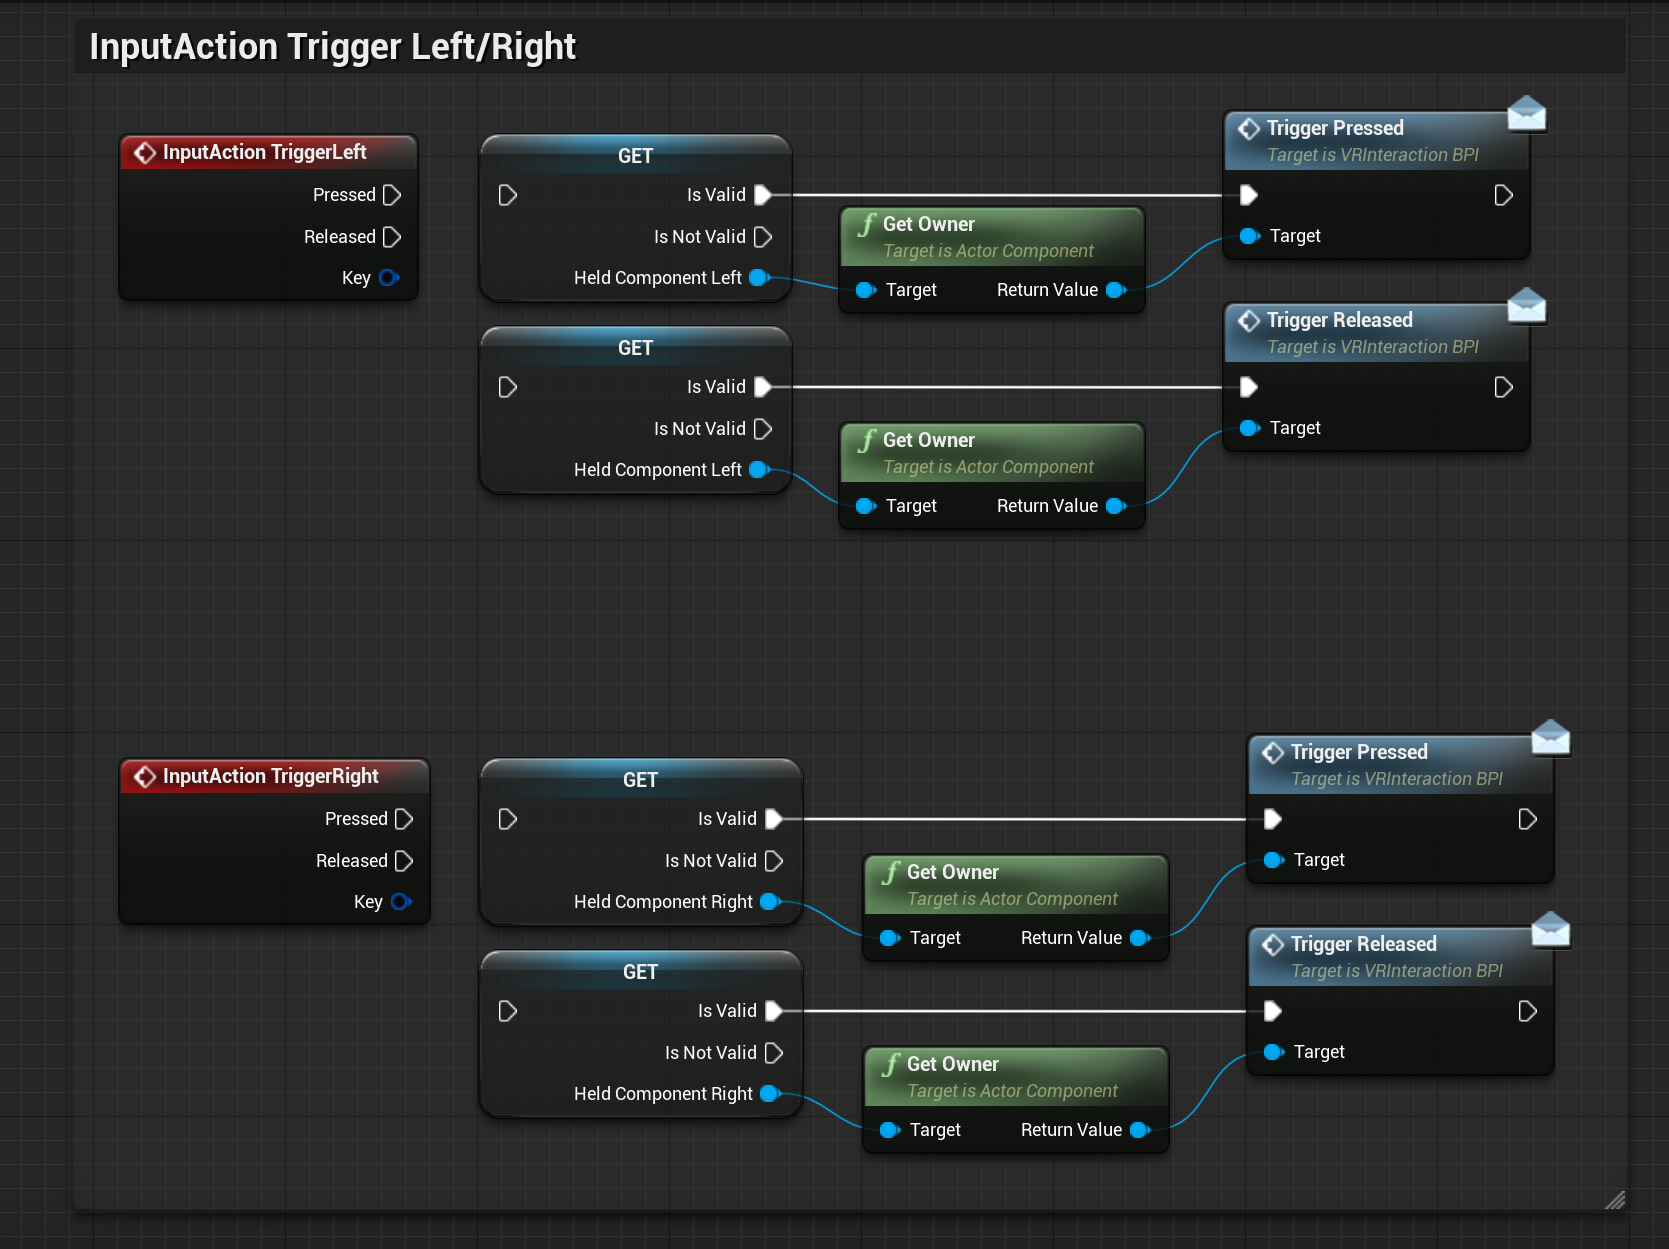 InputAction Trigger Left/Right
InputAction TriggerLeft
Pressed
Released
Key
GET
Is Valid
Is Not Valid
Held Component Left
f Get Owner
Target is Actor Component
Target Return Value
Trigger Pressed
Target is VRInteraction BPI
Target
GET
Is Valid
Is Not Valid
Held Component Left
f Get Owner
Target is Actor Component
Target Return Value
Trigger Released
Target is VRInteraction BPI
Target
InputAction TriggerRight
Pressed
Released
Key
GET
Is Valid
Is Not Valid
Held Component Right
f Get Owner
Target is Actor Component
Target Return Value
Trigger Pressed
Target is VRInteraction BPI
Target
GET
Is Valid
Is Not Valid
Held Component Right
f Get Owner
Target is Actor Component
Target Return Value
Trigger Released
Target is VRInteraction BPI
Target